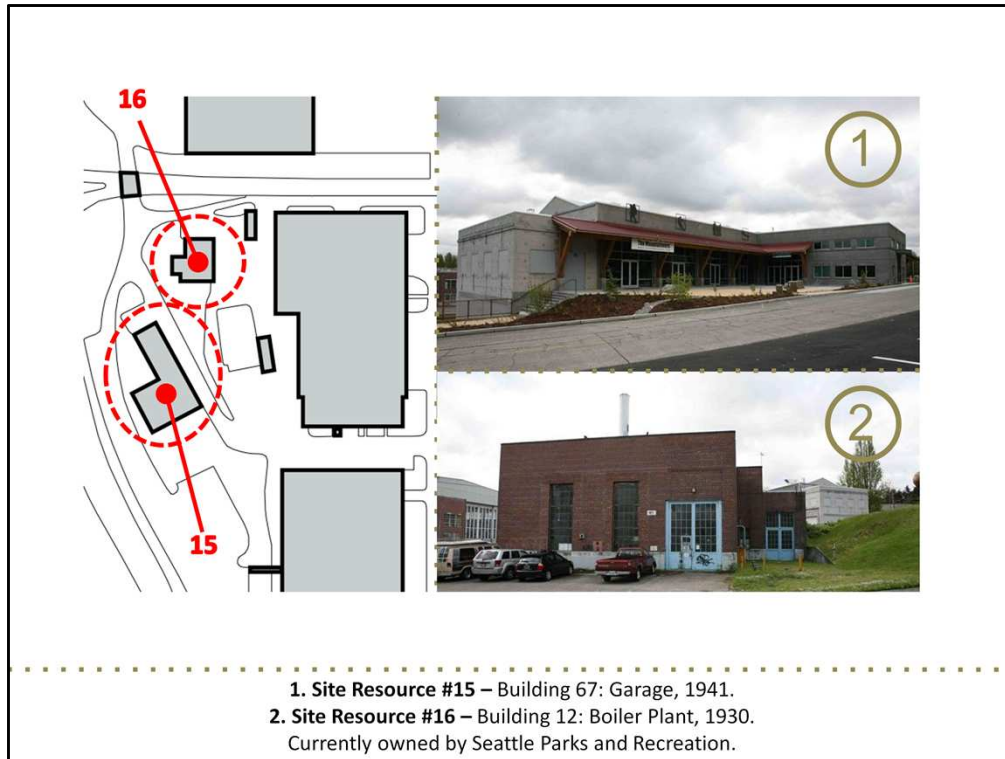 16
15
1
2
1. Site Resource #15 – Building 67: Garage, 1941.
2. Site Resource #16 – Building 12: Boiler Plant, 1930.
Currently owned by Seattle Parks and Recreation.